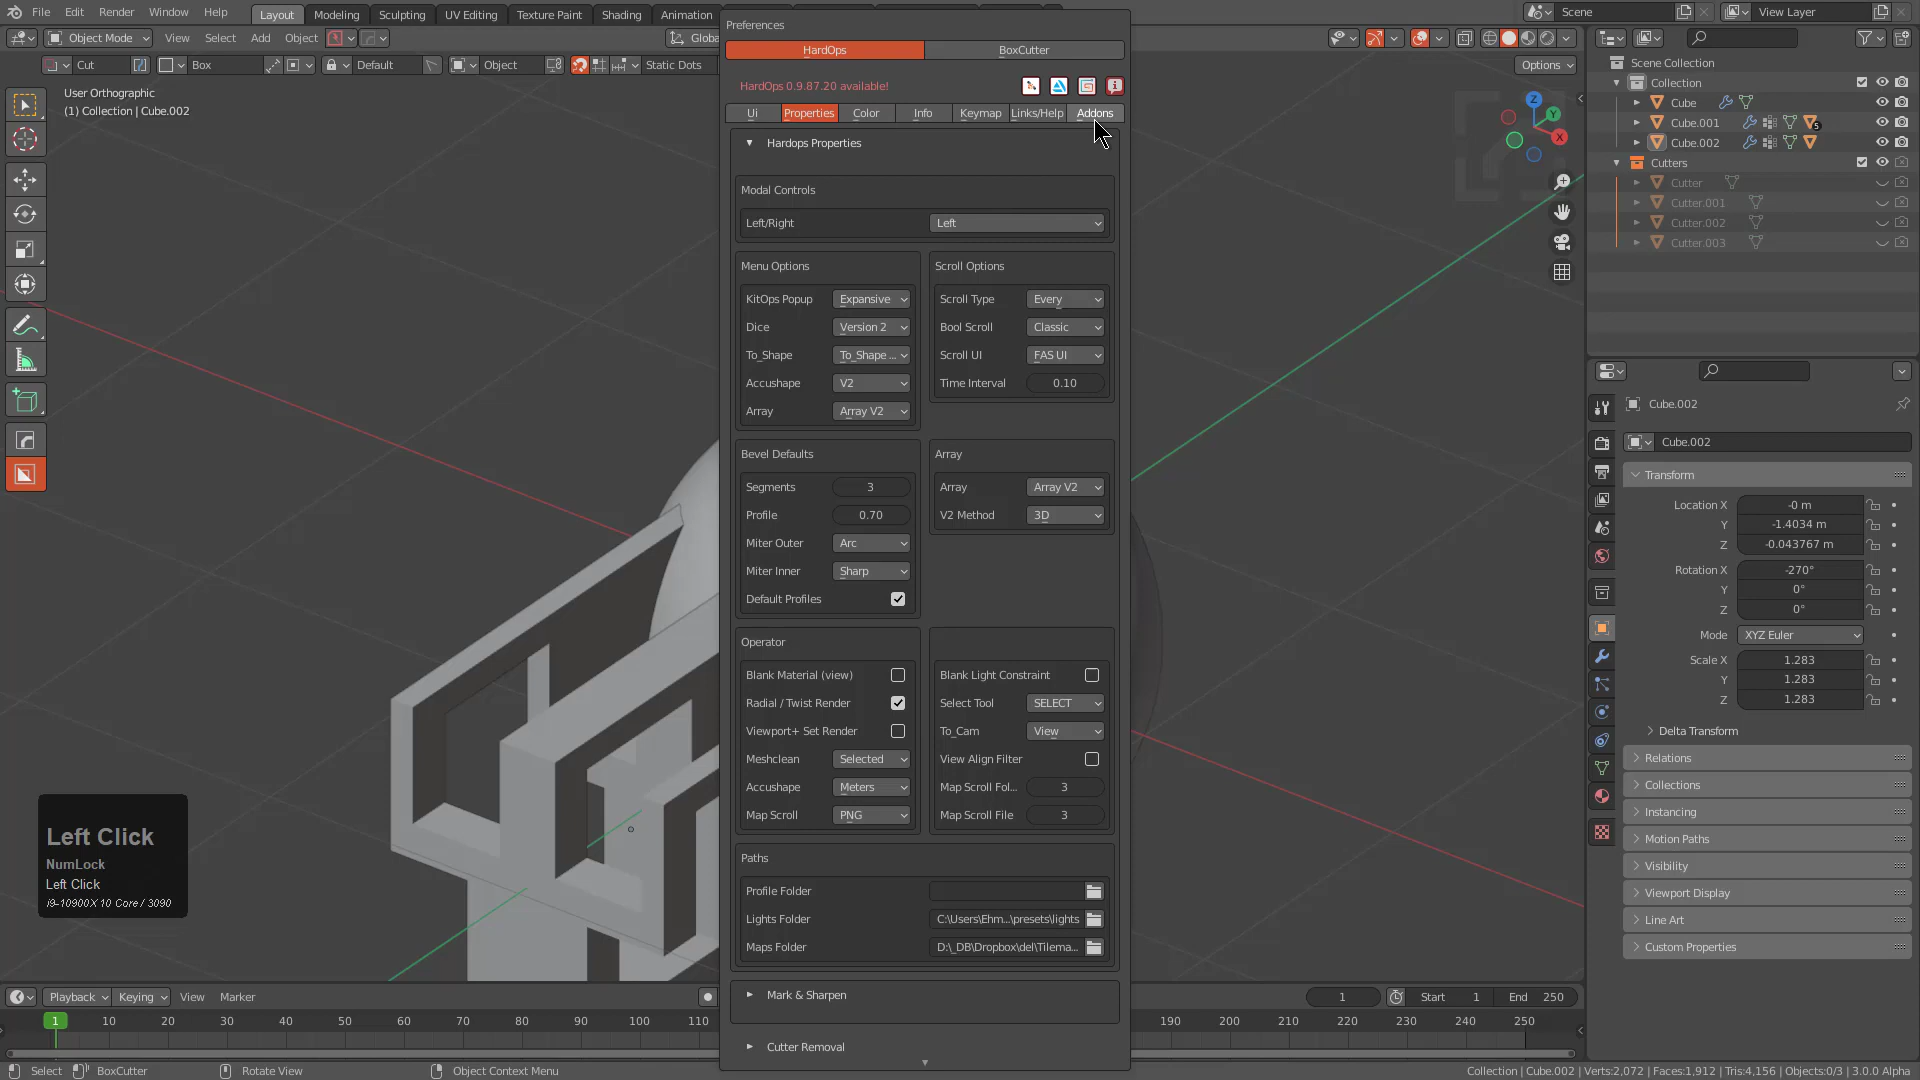 File Edit Render Window Help Layout Modeling Sculpting UV Editing Texture Paint Shading Animation
Scene View Layer
Object Mode View Select Add Object Globa
Cut Box Default Object Static Dots
Options
User Orthographic
(1) Collection | Cube.002
Preferences
HardOps BoxCutter
HardOps 0.9.87.20 available!
Ui Properties Color Info Keymap Links/Help Addons
Hardops Properties
Modal Controls
Left/Right Left
Menu Options
KitOps Popup Expansive
Dice Version 2
To_Shape To_Shape ...
Accushape V2
Array Array V2
Scroll Options
Scroll Type Every
Bool Scroll Classic
Scroll UI FAS UI
Time Interval 0.10
Bevel Defaults
Segments 3
Profile 0.70
Miter Outer Arc
Miter Inner Sharp
Default Profiles
Array
Array Array V2
V2 Method 3D
Operator
Blank Material (view)
Radial / Twist Render
Viewport+ Set Render
Meshclean Selected
Accushape Meters
Map Scroll PNG
Blank Light Constraint
Select Tool SELECT
To_Cam View
View Align Filter
Map Scroll Fol... 3
Map Scroll File 3
Paths
Profile Folder
Lights Folder C:\Users\Ehm...\presets\lights
Maps Folder D:\_DB\Dropbox\del\Tilema...
Mark & Sharpen
Cutter Removal
Z
Y
X
Scene Collection
Collection
Cube
Cube.001 5
Cube.002
Cutters
Cutter
Cutter.001
Cutter.002
Cutter.003
Cube.002
Cube.002
Transform
Location X -0 m
Y -1.4034 m
Z -0.043767 m
Rotation X -270°
Y 0°
Z 0°
Mode XYZ Euler
Scale X 1.283
Y 1.283
Z 1.283
Delta Transform
Relations
Collections
Instancing
Motion Paths
Visibility
Viewport Display
Line Art
Custom Properties
Left Click
NumLock
Left Click
i9-10900X 10 Core / 3090
Playback Keying View Marker
1 Start 1 End 250
1 10 20 30 40 50 60 70 80 90 100 110 190 200 210 220 230 240 250
Select BoxCutter Rotate View Object Context Menu
Collection | Cube.002 | Verts:2,072 | Faces:1,912 | Tris:4,156 | Objects:0/3 | 3.0.0 Alpha